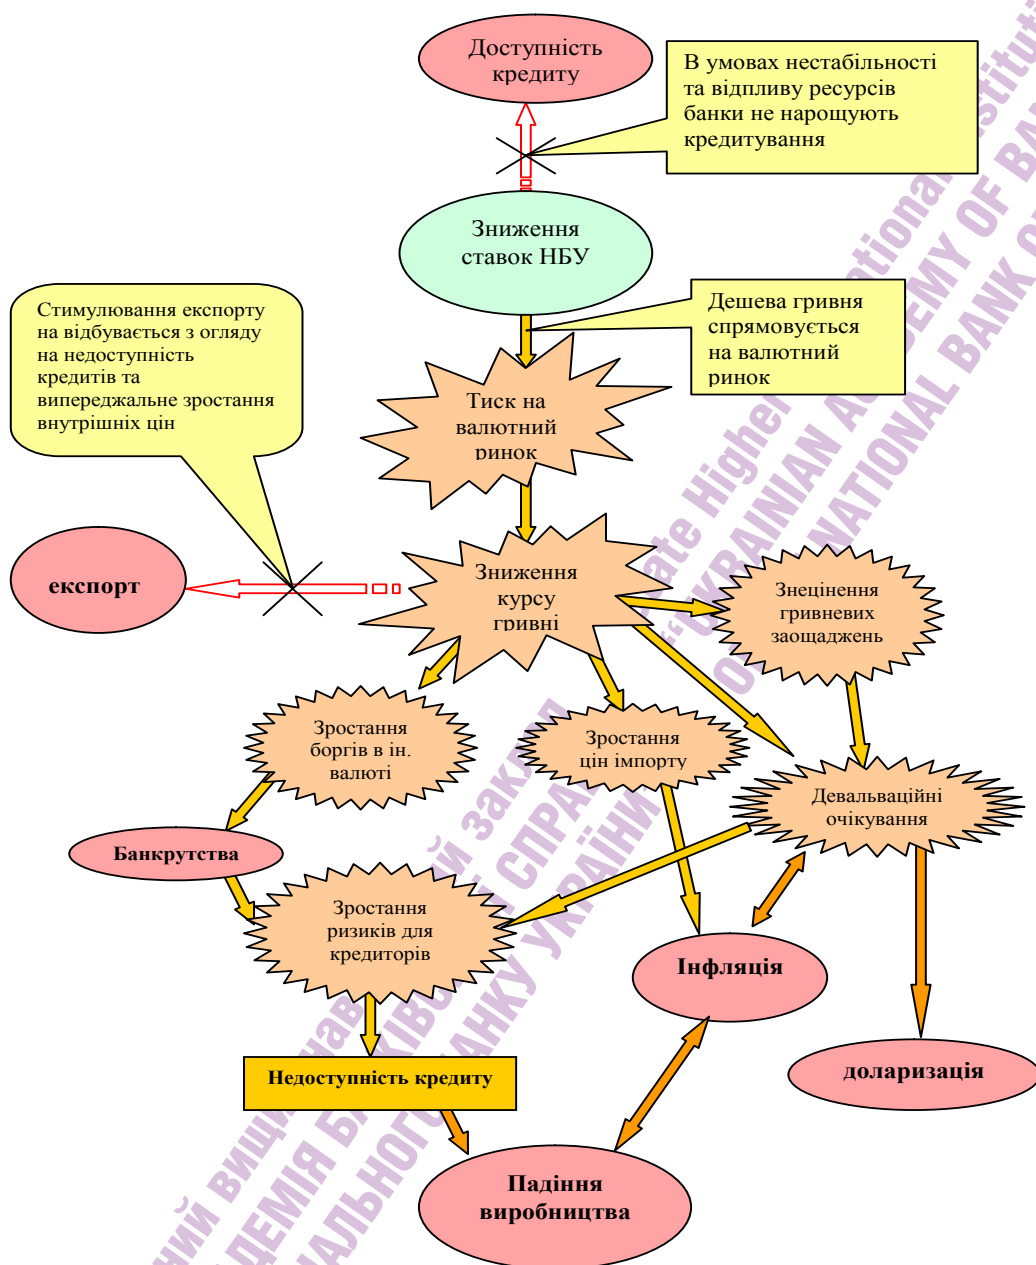 Доступність
кредиту
В умовах нестабільності
та відпливу ресурсів
банки не нарощують
кредитування
Зниження
ставок НБУ
Дешева гривня
спрямовується
на валютний
ринок
Стимулювання експорту
на відбувається з огляду
на недоступність
кредитів та
випереджальне зростання
внутрішніх цін
Тиск на
валютний
ринок
експорт
Зниження
курсу
гривні
Знецінення
гривневих
заощаджень
Зростання
боргів в ін.
валюті
Зростання
цін імпорту
Девальваційні
очікування
Банкрутства
Зростання
ризиків для
кредиторів
Інфляція
Недоступність кредиту
доларизація
Падіння
виробництва